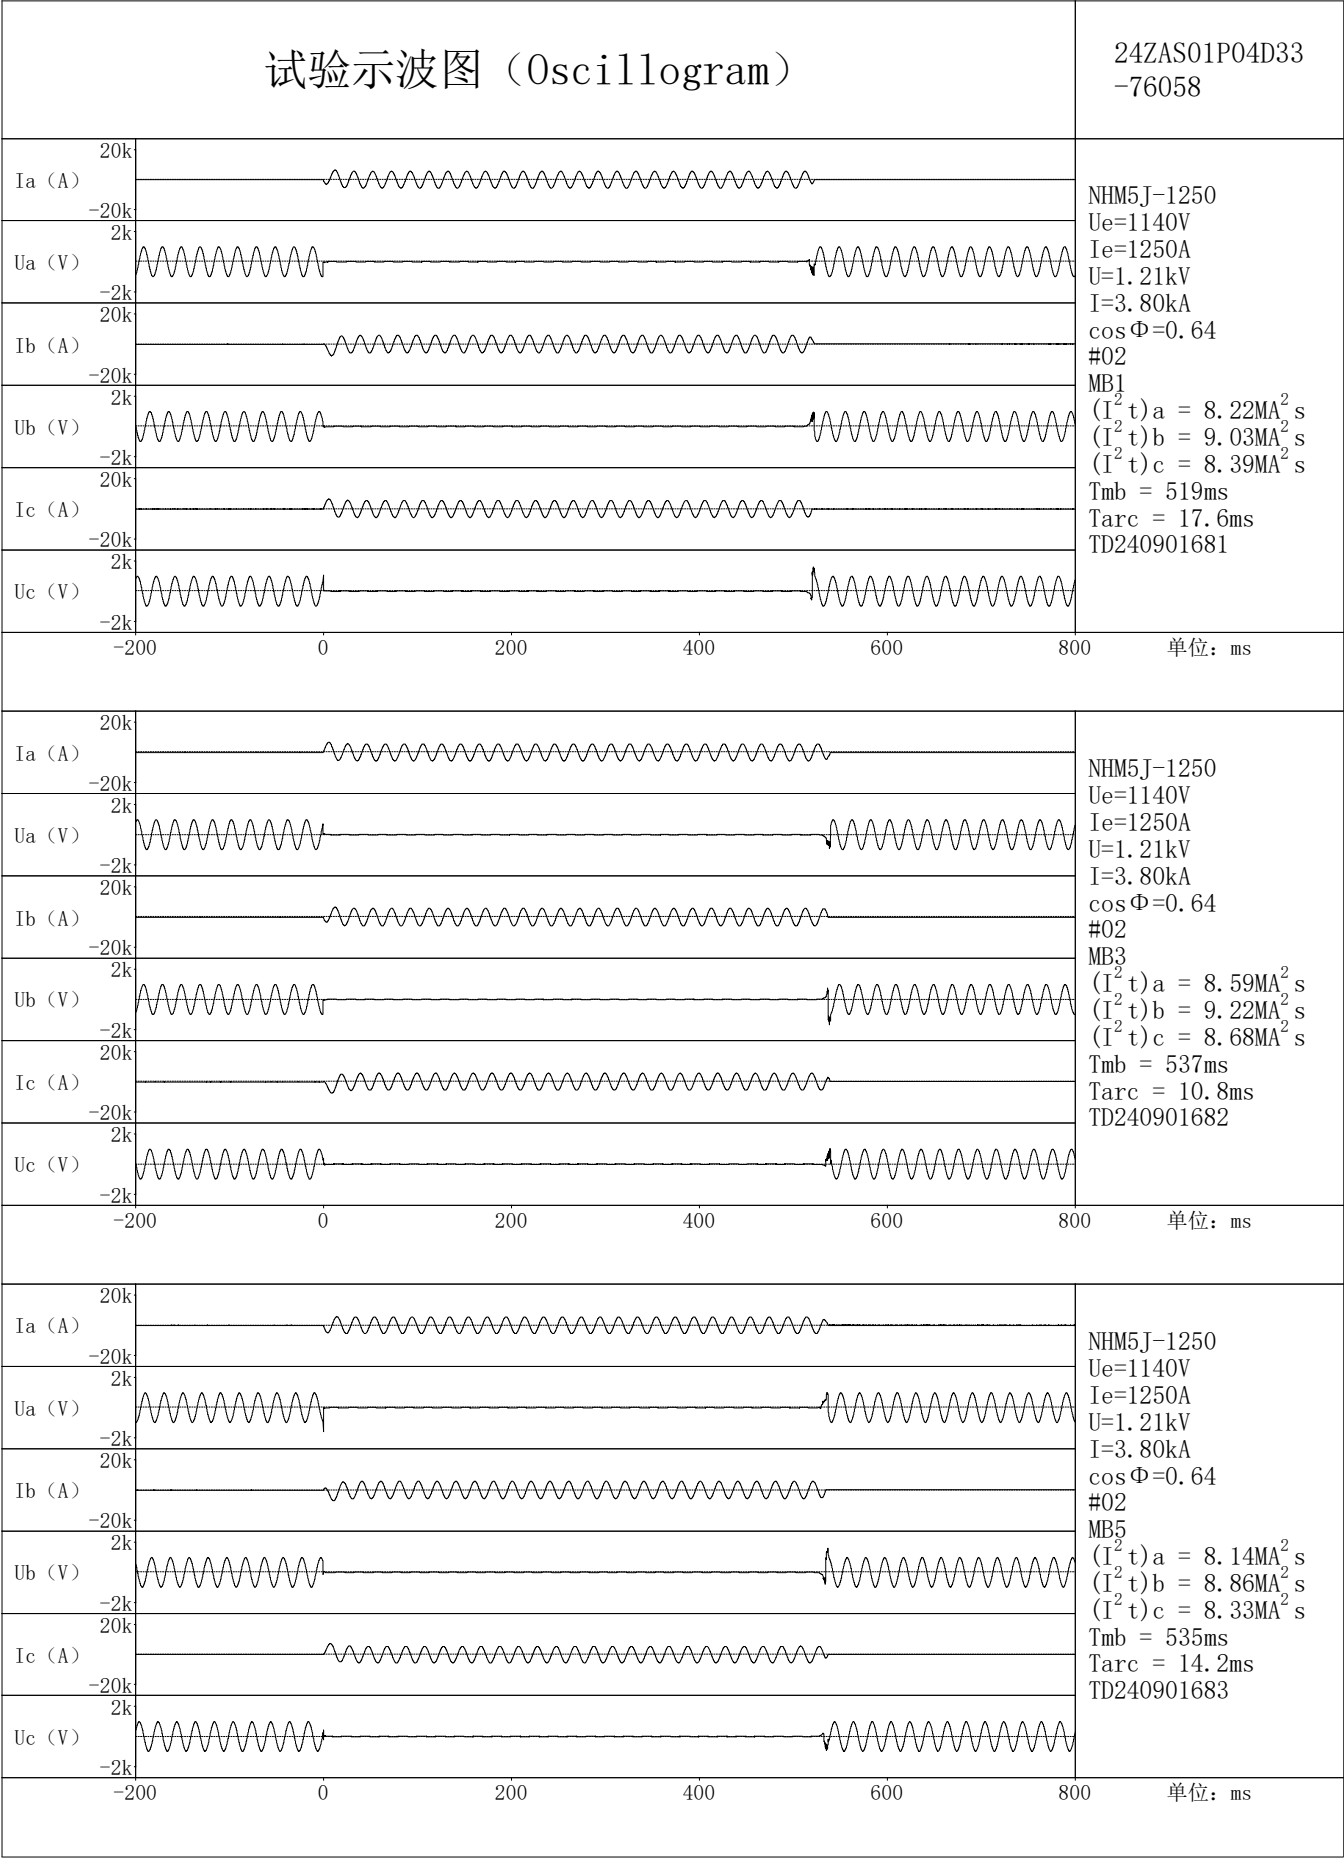 试验示波图（Oscillogram）
24ZAS01P04D33
-76058
20k
Ia（A）
-20k
2k
Ua（V）
-2k
20k
Ib（A）
-20k
2k
Ub（V）
-2k
20k
Ic（A）
-20k
2k
Uc（V）
-2k
-200 0 200 400 600 800 单位：ms
NHM5J-1250
Ue=1140V
Ie=1250A
U=1.21kV
I=3.80kA
cosΦ=0.64
#02
MB1
(I²t)a = 8.22MA²s
(I²t)b = 9.03MA²s
(I²t)c = 8.39MA²s
Tmb = 519ms
Tarc = 17.6ms
TD240901681
20k
Ia（A）
-20k
2k
Ua（V）
-2k
20k
Ib（A）
-20k
2k
Ub（V）
-2k
20k
Ic（A）
-20k
2k
Uc（V）
-2k
-200 0 200 400 600 800 单位：ms
NHM5J-1250
Ue=1140V
Ie=1250A
U=1.21kV
I=3.80kA
cosΦ=0.64
#02
MB3
(I²t)a = 8.59MA²s
(I²t)b = 9.22MA²s
(I²t)c = 8.68MA²s
Tmb = 537ms
Tarc = 10.8ms
TD240901682
20k
Ia（A）
-20k
2k
Ua（V）
-2k
20k
Ib（A）
-20k
2k
Ub（V）
-2k
20k
Ic（A）
-20k
2k
Uc（V）
-2k
-200 0 200 400 600 800 单位：ms
NHM5J-1250
Ue=1140V
Ie=1250A
U=1.21kV
I=3.80kA
cosΦ=0.64
#02
MB5
(I²t)a = 8.14MA²s
(I²t)b = 8.86MA²s
(I²t)c = 8.33MA²s
Tmb = 535ms
Tarc = 14.2ms
TD240901683